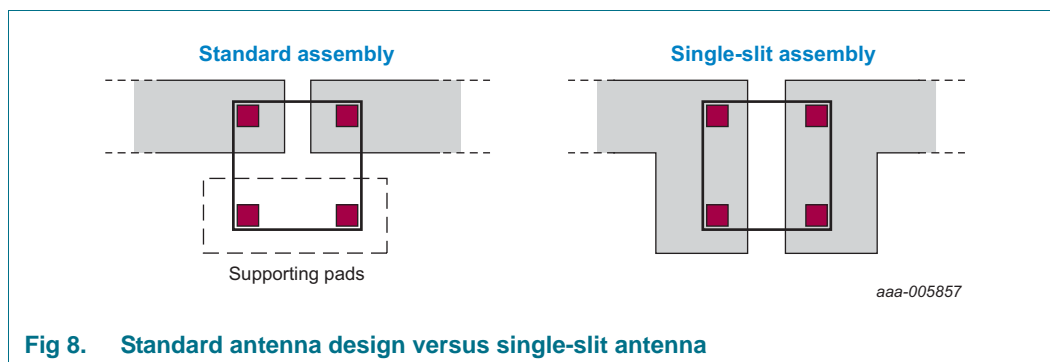 Standard assembly
Single-slit assembly
Supporting pads
aaa-005857
Fig 8. Standard antenna design versus single-slit antenna